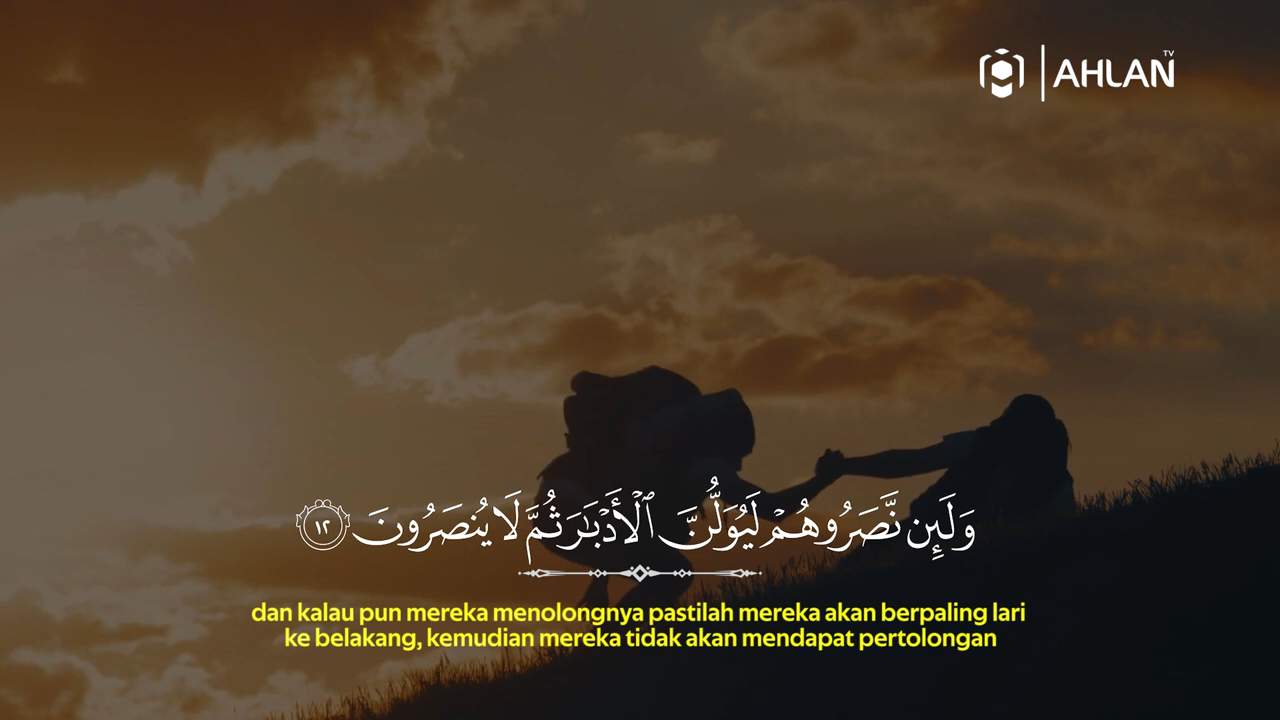 AHLAN TV
وَلَئِن نَّصَرُوهُمْ لَيُوَلُّنَّ ٱلْأَدْبَٰرَ ثُمَّ لَا يُنصَرُونَ ١٢
dan kalau pun mereka menolongnya pastilah mereka akan berpaling lari
ke belakang, kemudian mereka tidak akan mendapat pertolongan